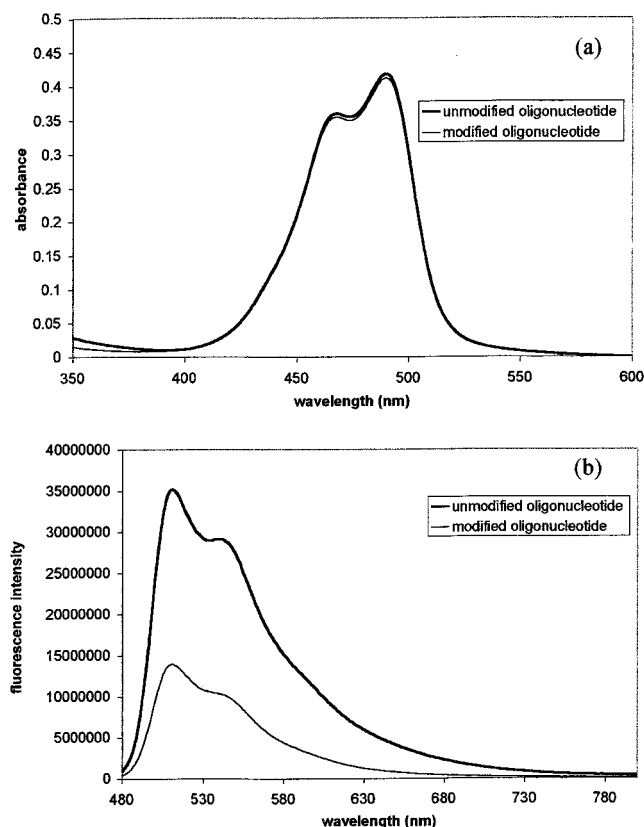 (a)
0.5
0.45
0.4
0.35
0.3
0.25
0.2
0.15
0.1
0.05
0
absorbance
unmodified oligonucleotide
modified oligonucleotide
350 400 450 500 550 600
wavelength (nm)
(b)
40000000
35000000
30000000
25000000
20000000
15000000
10000000
5000000
0
fluorescence intensity
unmodified oligonucleotide
modified oligonucleotide
480 530 580 630 680 730 780
wavelength (nm)